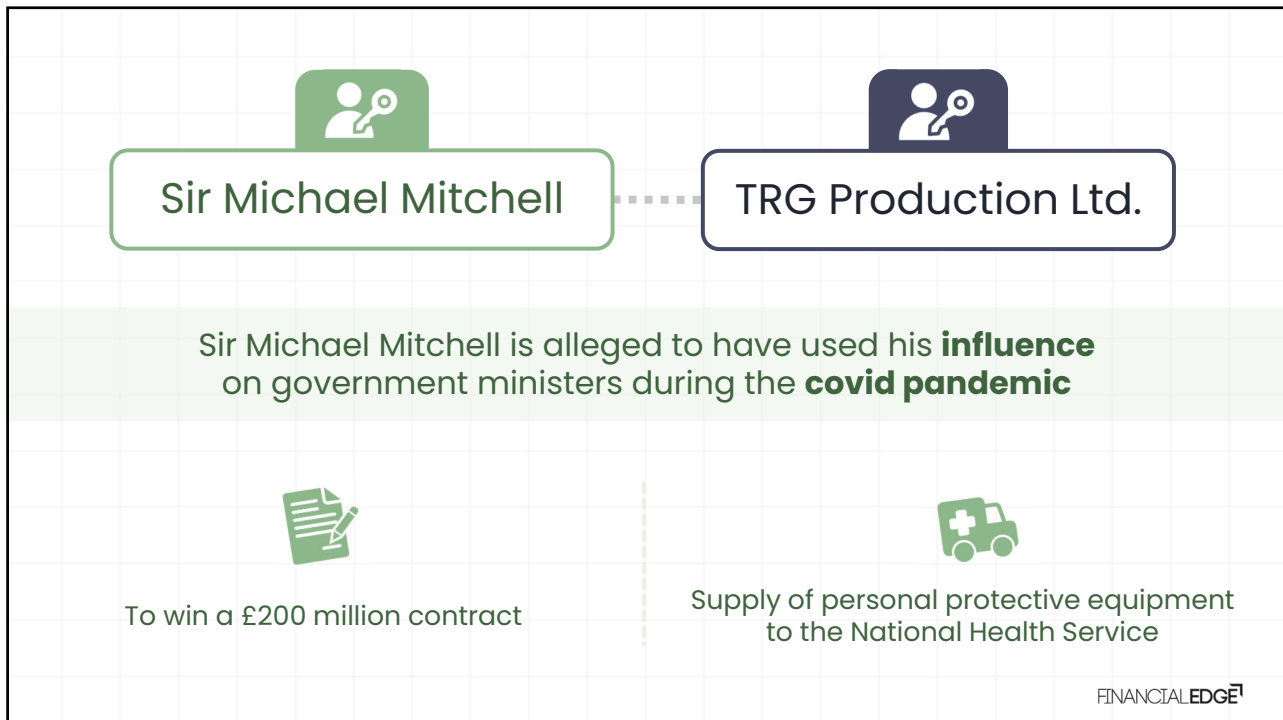 Sir Michael Mitchell
TRG Production Ltd.
Sir Michael Mitchell is alleged to have used his influence
on government ministers during the covid pandemic
To win a £200 million contract
Supply of personal protective equipment
to the National Health Service
FINANCIALEDGE